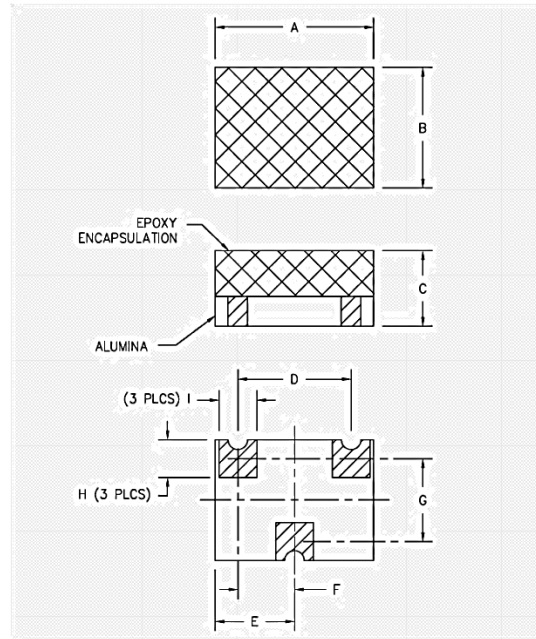 A
B
EPOXY
ENCAPSULATION
C
ALUMINA
D
(3 PLCS) I
H (3 PLCS)
G
F
E